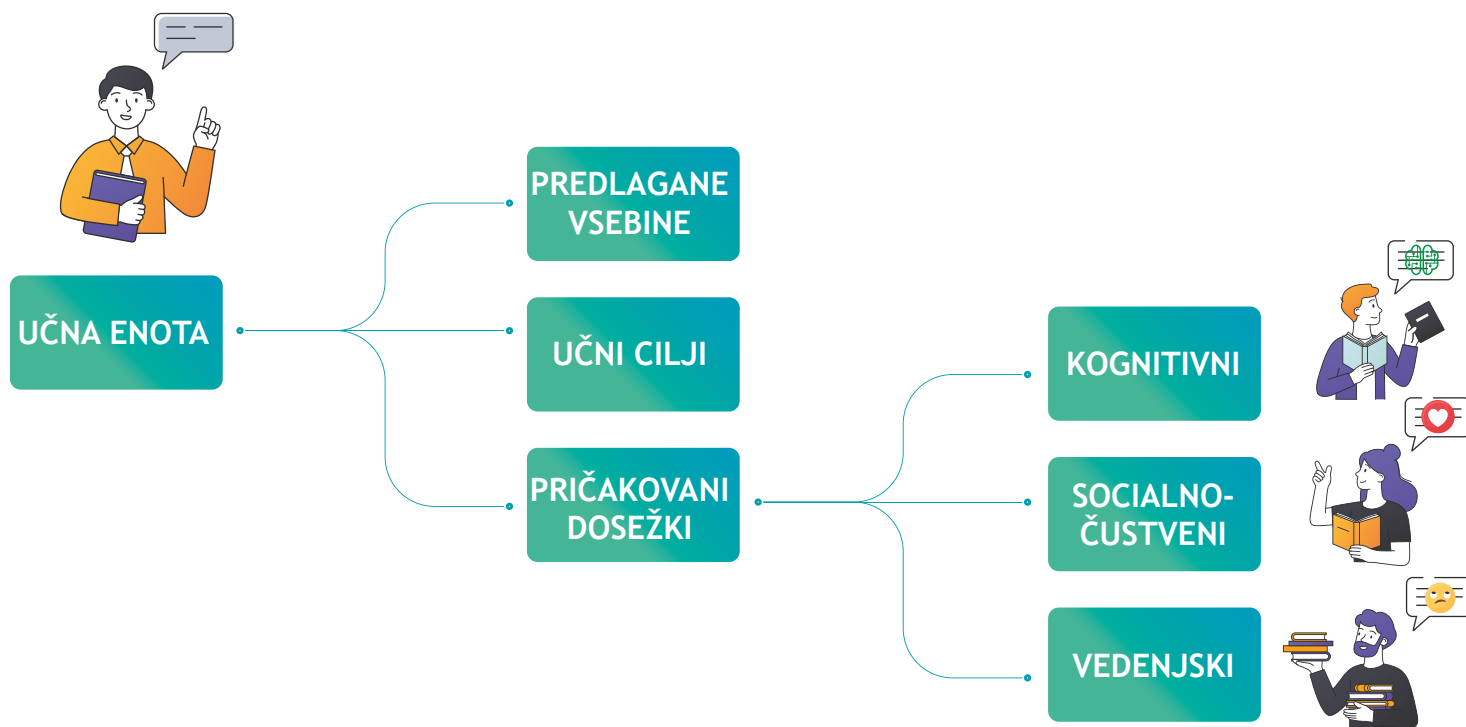 UČNA ENOTA
PREDLAGANE
VSEBINE
UČNI CILJI
PRIČAKOVANI
DOSEŽKI
KOGNITIVNI
SOCIALNO-
ČUSTVENI
VEDENJSKI